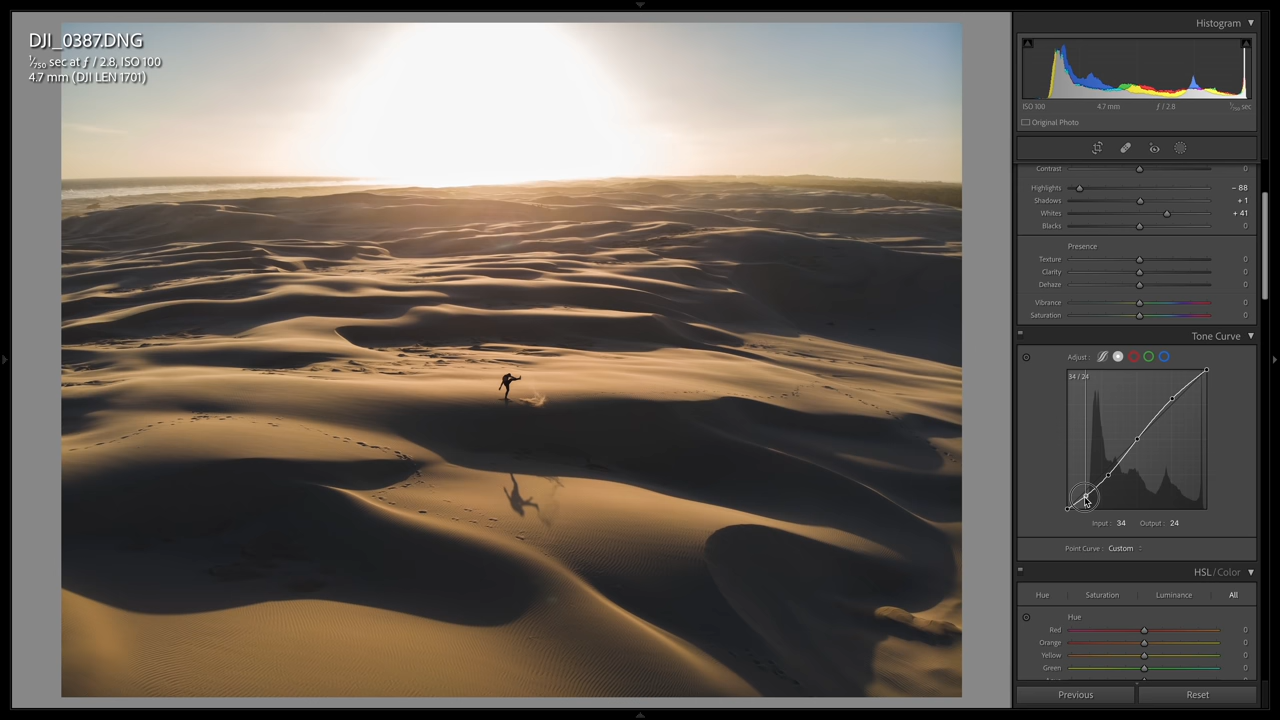 DJI_0387.DNG
1/750 sec at ƒ / 2.8, ISO 100
4.7 mm (DJI LEN 1701)
Histogram
ISO 100 4.7 mm ƒ / 2.8 1/750 sec
Original Photo
Contrast 0
Highlights − 88
Shadows + 1
Whites + 41
Blacks 0
Presence
Texture 0
Clarity 0
Dehaze 0
Vibrance 0
Saturation 0
Tone Curve
Adjust :
34 / 24
Input : 34 Output : 24
Point Curve : Custom
HSL / Color
Hue Saturation Luminance All
Hue
Red 0
Orange 0
Yellow 0
Green 0
Previous Reset